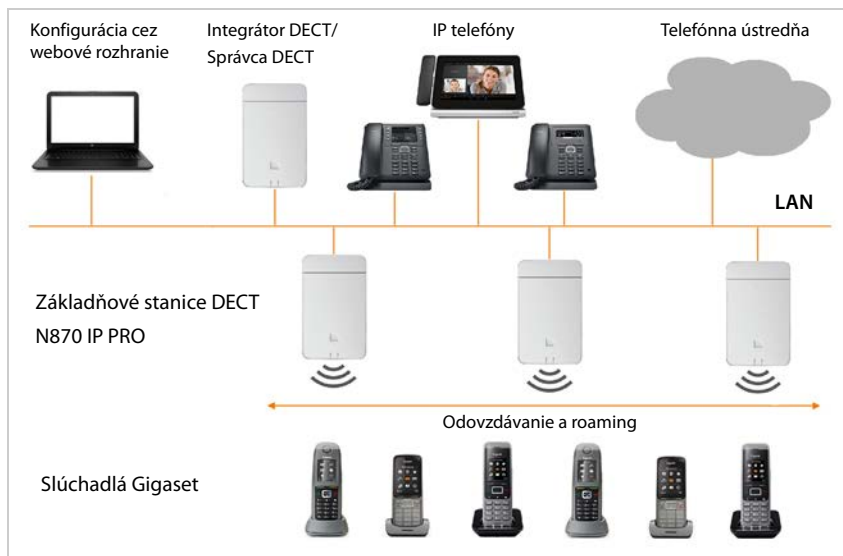 Konfigurácia cez
webové rozhranie
Integrátor DECT/
Správca DECT
IP telefóny
Telefónna ústredňa
LAN
Základňové stanice DECT
N870 IP PRO
Odovzdávanie a roaming
Slúchadlá Gigaset